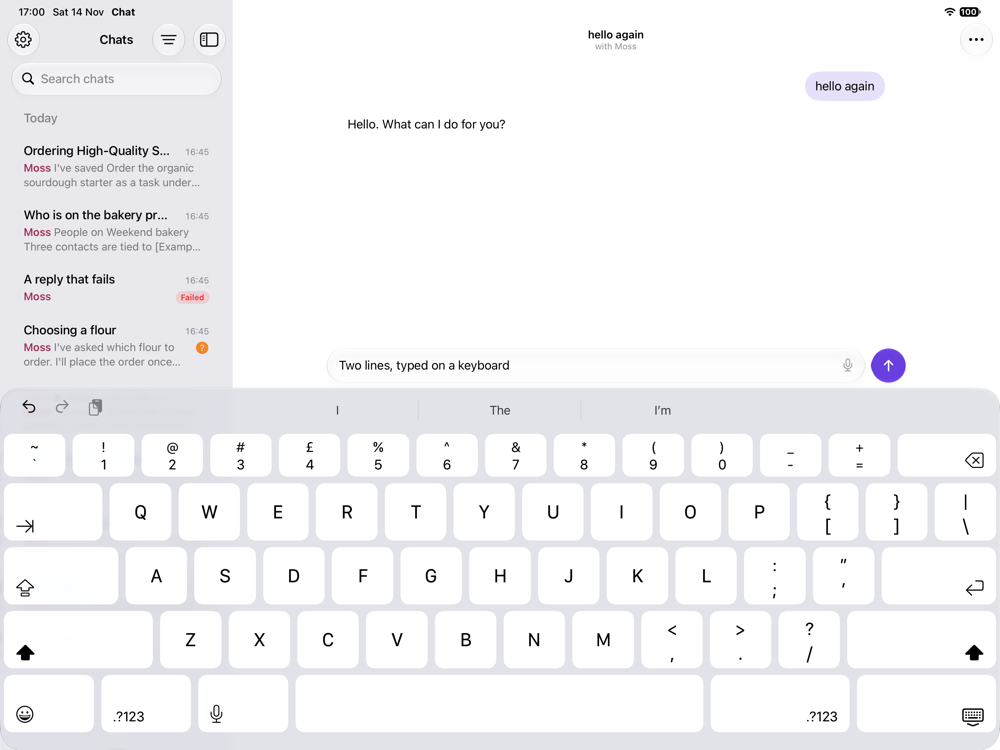 17:00 Sat 14 Nov Chat
100
Chats
Search chats
Today
Ordering High-Quality S... 16:45
Moss I've saved Order the organic
sourdough starter as a task under...
Who is on the bakery pr... 16:45
Moss People on Weekend bakery
Three contacts are tied to [Examp...
A reply that fails 16:45
Moss Failed
Choosing a flour 16:45
Moss I've asked which flour to
order. I'll place the order once...
?
hello again
with Moss
hello again
Hello. What can I do for you?
Two lines, typed on a keyboard
I The I'm
~ ! @ # £ % ^ & * ( ) _ +
` 1 2 3 4 5 6 7 8 9 0 - =
Q W E R T Y U I O P { } |
[ ] \
A S D F G H J K L : "
; '
Z X C V B N M < > ?
, . /
.?123 .?123